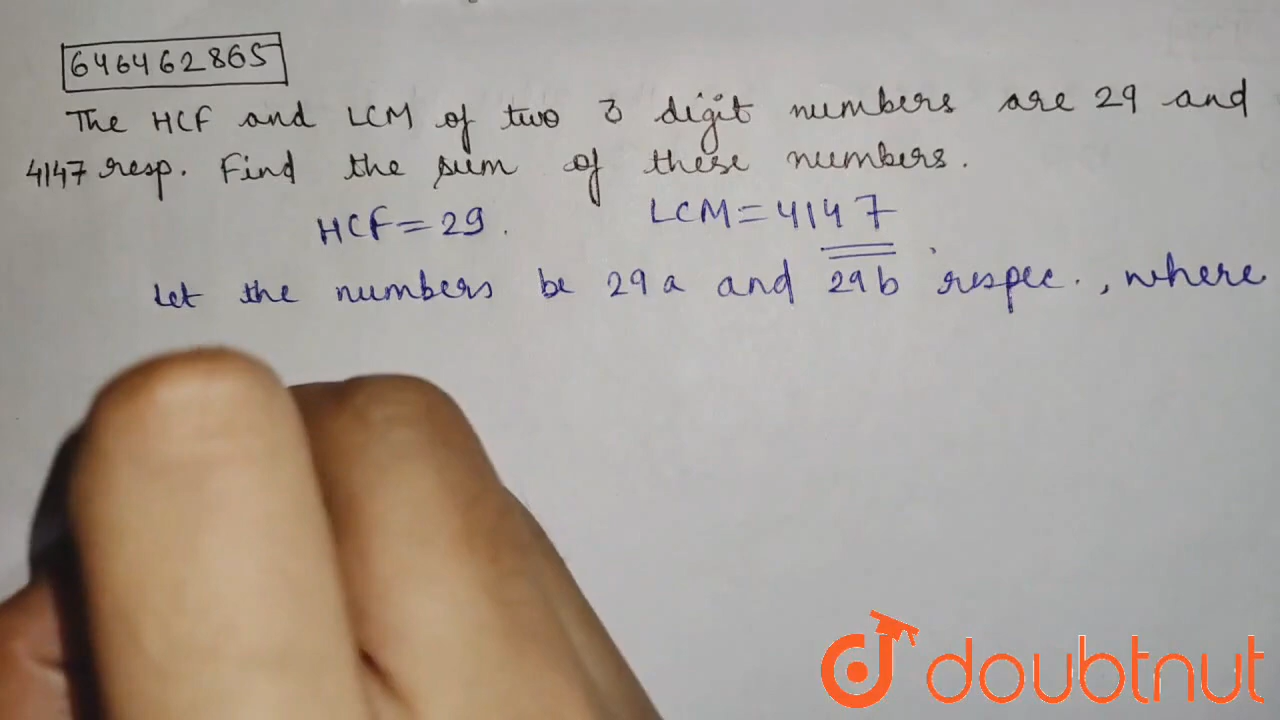 646462865
The HCF and LCM of two 3 digit numbers are 29 and
4147 resp. Find the sum of these numbers.
HCF = 29. LCM = 4147
Let the numbers be 29a and 29b respec., where
doubtnut